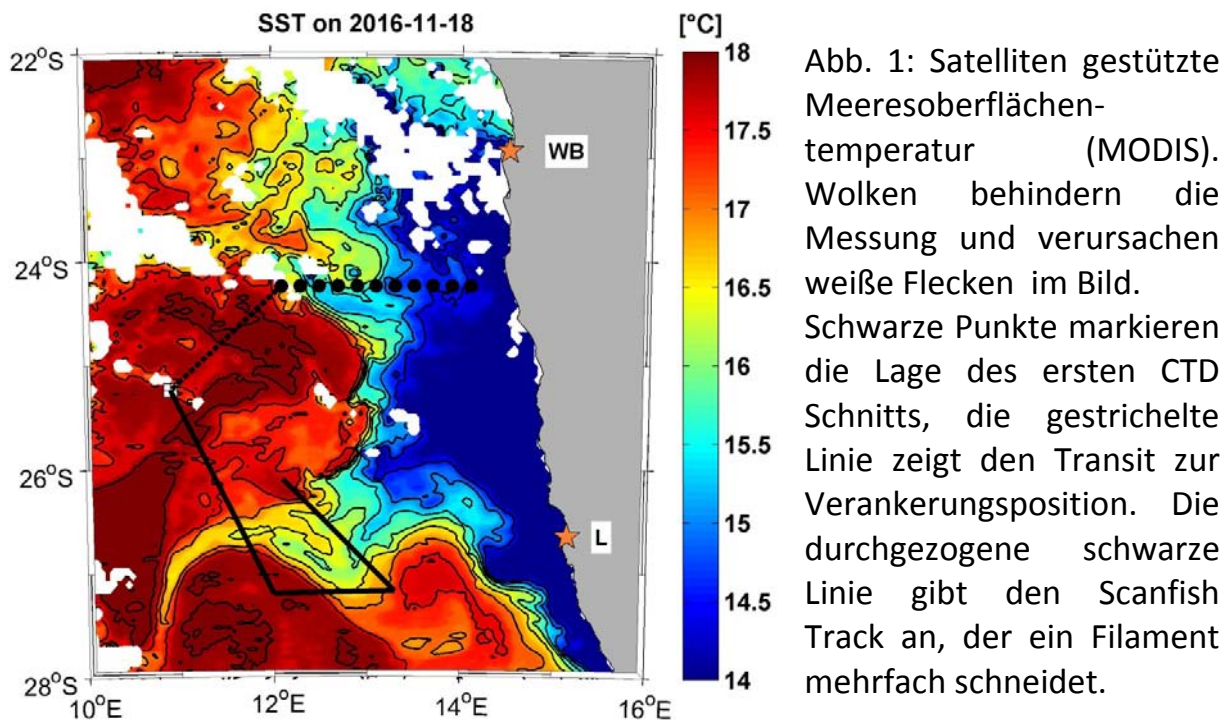 SST on 2016-11-18
[°C]
22°S
24°S
26°S
28°S
10°E
12°E
14°E
16°E
WB
L
18
17.5
17
16.5
16
15.5
15
14.5
14
Abb. 1: Satelliten gestützte
Meeresoberflächen-
temperatur (MODIS).
Wolken behindern die
Messung und verursachen
weiße Flecken im Bild.
Schwarze Punkte markieren
die Lage des ersten CTD
Schnitts, die gestrichelte
Linie zeigt den Transit zur
Verankerungsposition. Die
durchgezogene schwarze
Linie gibt den Scanfish
Track an, der ein Filament
mehrfach schneidet.